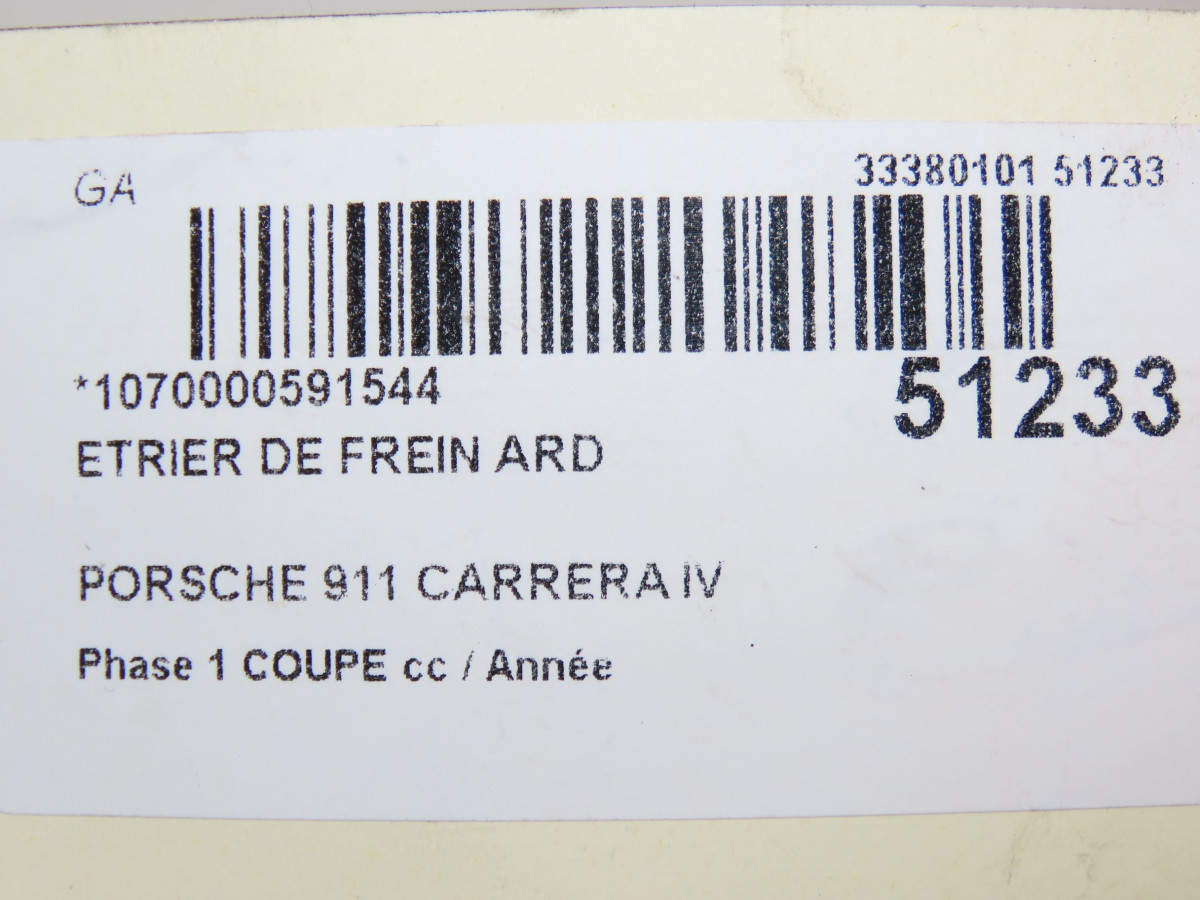 GA
33380101 51233
*1070000591544
51233
ETRIER DE FREIN ARD
PORSCHE 911 CARRERA IV
Phase 1 COUPE cc / Année